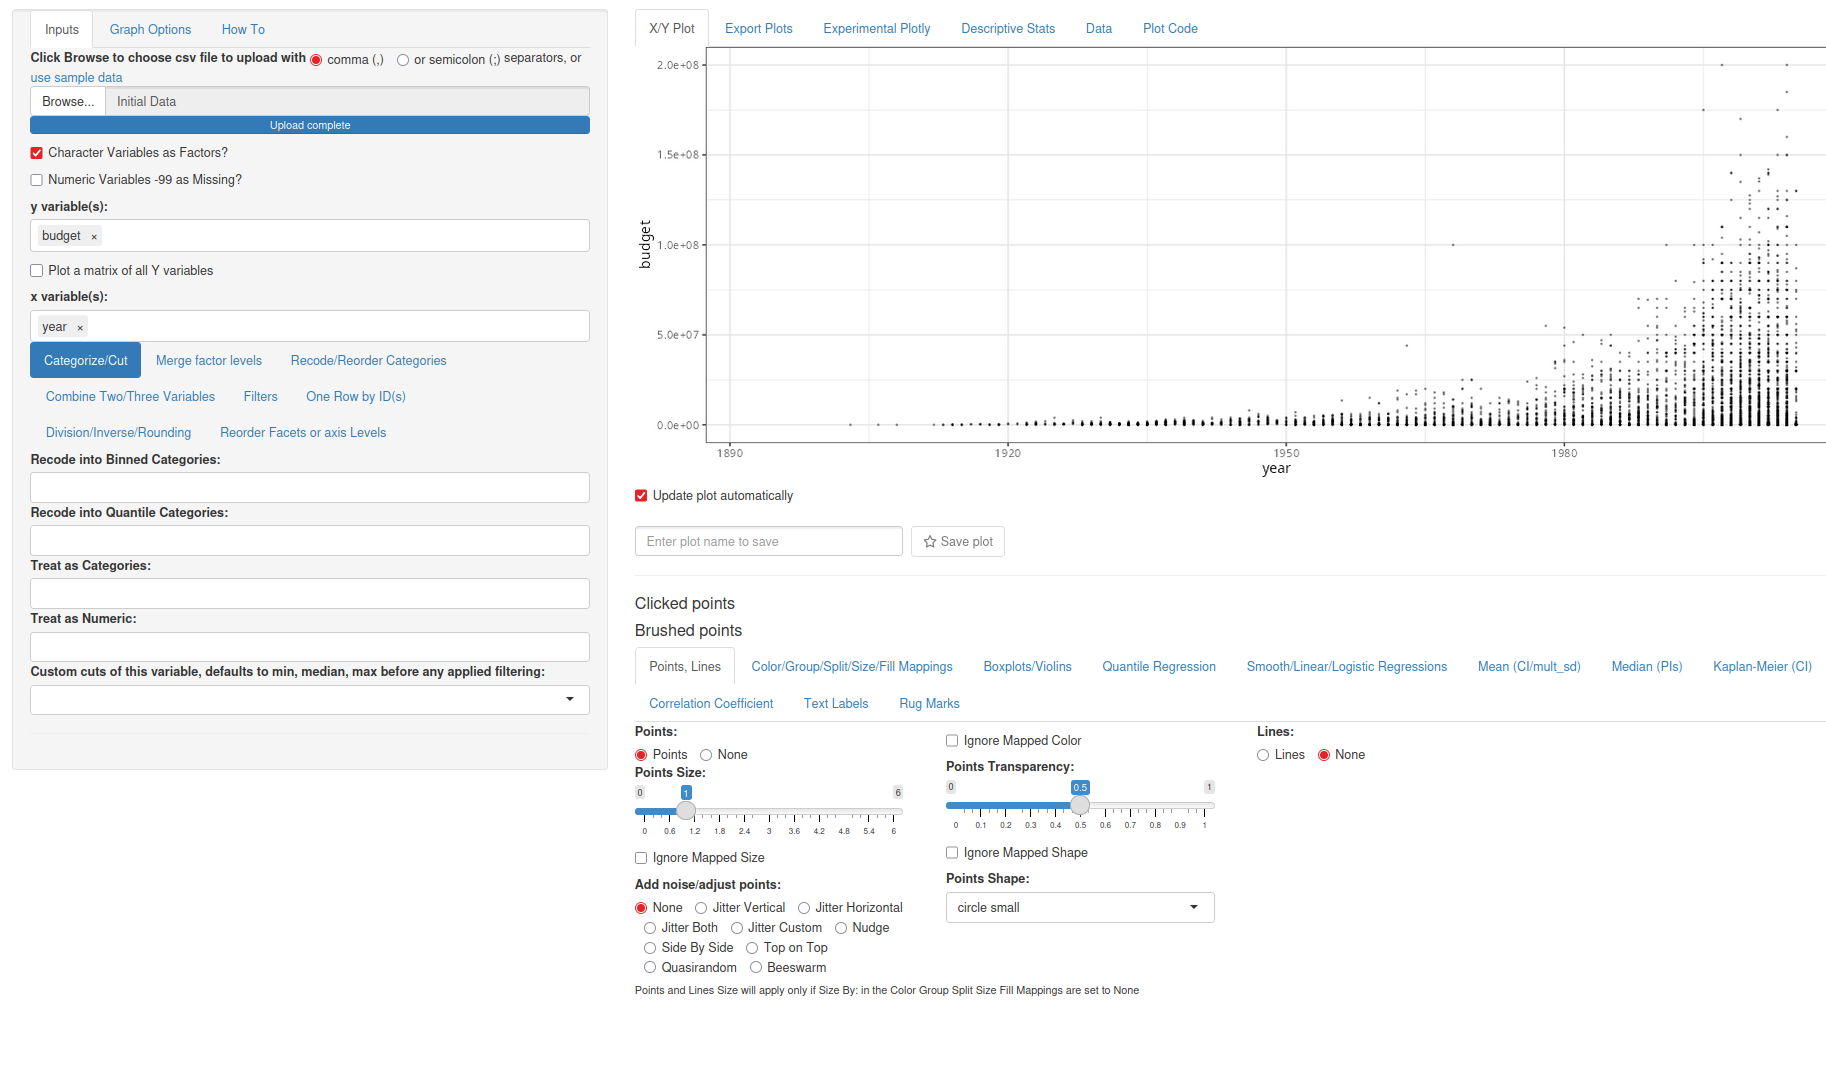 Inputs
Graph Options
How To
Click Browse to choose csv file to upload with comma (,) or semicolon (;) separators, or
use sample data
Browse... Initial Data
Upload complete
Character Variables as Factors?
Numeric Variables -99 as Missing?
y variable(s):
budget ×
Plot a matrix of all Y variables
x variable(s):
year ×
Categorize/Cut Merge factor levels Recode/Reorder Categories
Combine Two/Three Variables Filters One Row by ID(s)
Division/Inverse/Rounding Reorder Facets or axis Levels
Recode into Binned Categories:
Recode into Quantile Categories:
Treat as Categories:
Treat as Numeric:
Custom cuts of this variable, defaults to min, median, max before any applied filtering:
X/Y Plot Export Plots Experimental Plotly Descriptive Stats Data Plot Code
2.0e+08
1.5e+08
1.0e+08
5.0e+07
0.0e+00
budget
1890 1920 1950 1980
year
Update plot automatically
Enter plot name to save Save plot
Clicked points
Brushed points
Points, Lines Color/Group/Split/Size/Fill Mappings Boxplots/Violins Quantile Regression Smooth/Linear/Logistic Regressions Mean (CI/mult_sd) Median (PIs) Kaplan-Meier (CI)
Correlation Coefficient Text Labels Rug Marks
Points:
Points None
Points Size:
0 1 6
0 0.6 1.2 1.8 2.4 3 3.6 4.2 4.8 5.4 6
Ignore Mapped Size
Add noise/adjust points:
None Jitter Vertical Jitter Horizontal
Jitter Both Jitter Custom Nudge
Side By Side Top on Top
Quasirandom Beeswarm
Points and Lines Size will apply only if Size By: in the Color Group Split Size Fill Mappings are set to None
Ignore Mapped Color
Points Transparency:
0 0.5 1
0 0.1 0.2 0.3 0.4 0.5 0.6 0.7 0.8 0.9 1
Ignore Mapped Shape
Points Shape:
circle small
Lines:
Lines None